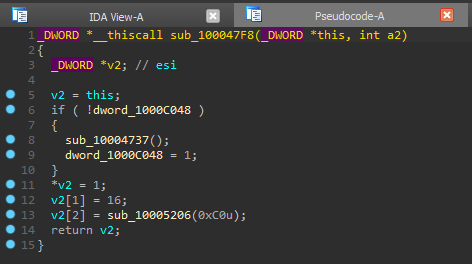 IDA View-A
Pseudocode-A
1 _DWORD *__thiscall sub_100047F8(_DWORD *this, int a2)
2 {
3 _DWORD *v2; // esi
4
5 v2 = this;
6 if ( !dword_1000C048 )
7 {
8 sub_10004737();
9 dword_1000C048 = 1;
10 }
11 *v2 = 1;
12 v2[1] = 16;
13 v2[2] = sub_10005206(0xC0u);
14 return v2;
15 }